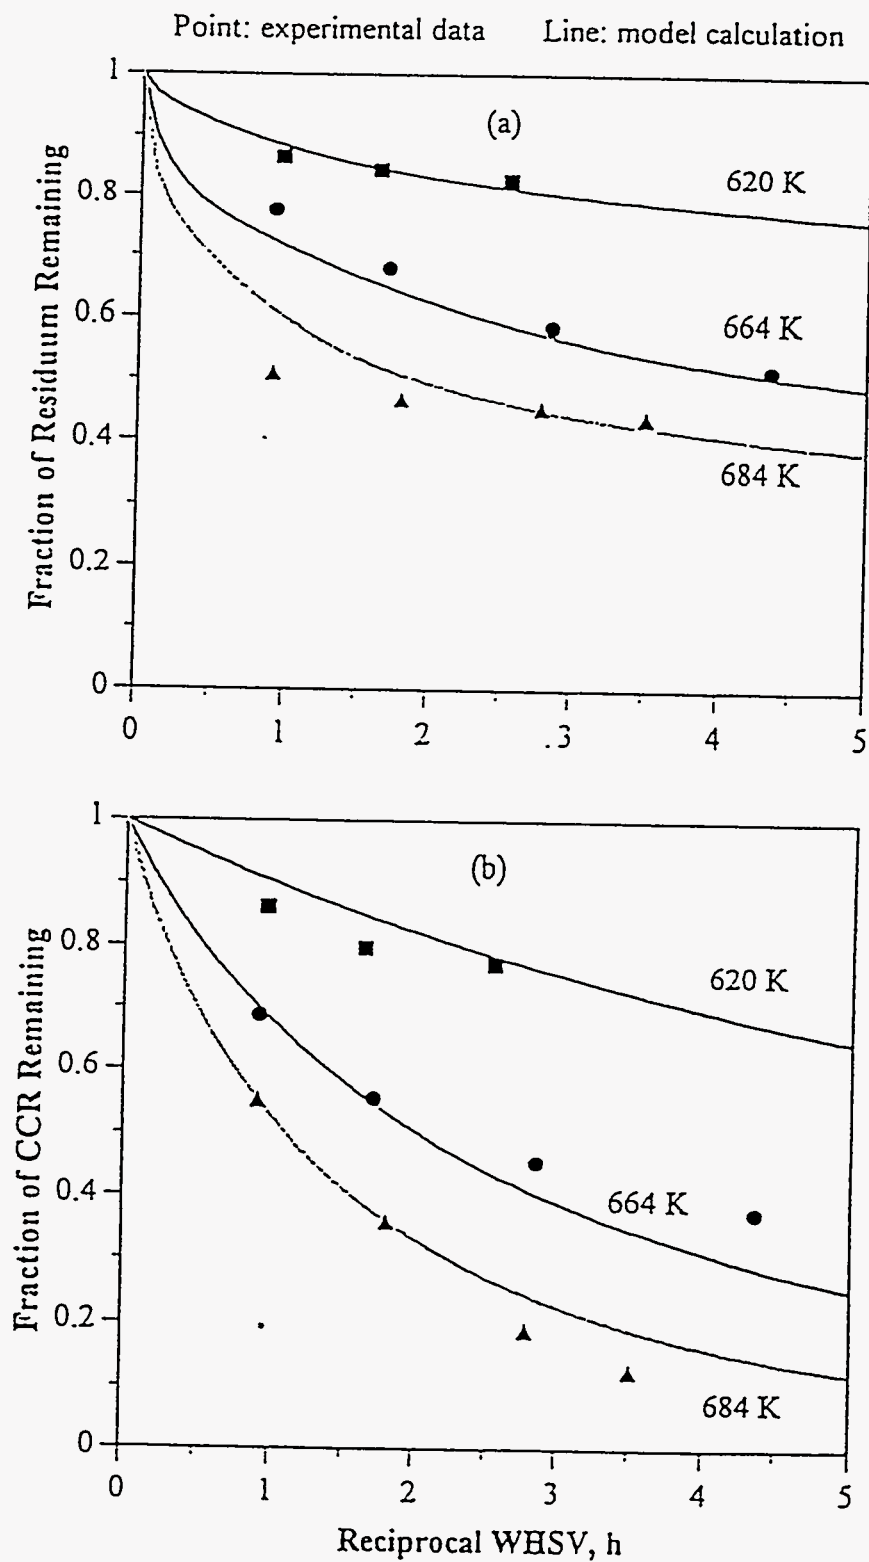 Point: experimental data Line: model calculation
(a)
1
0.8
0.6
0.4
0.2
0
620 K
664 K
684 K
Fraction of Residuum Remaining
0 1 2 .3 4 5
(b)
1
0.8
0.6
0.4
0.2
0
620 K
664 K
684 K
Fraction of CCR Remaining
0 1 2 3 4 5
Reciprocal WHSV, h